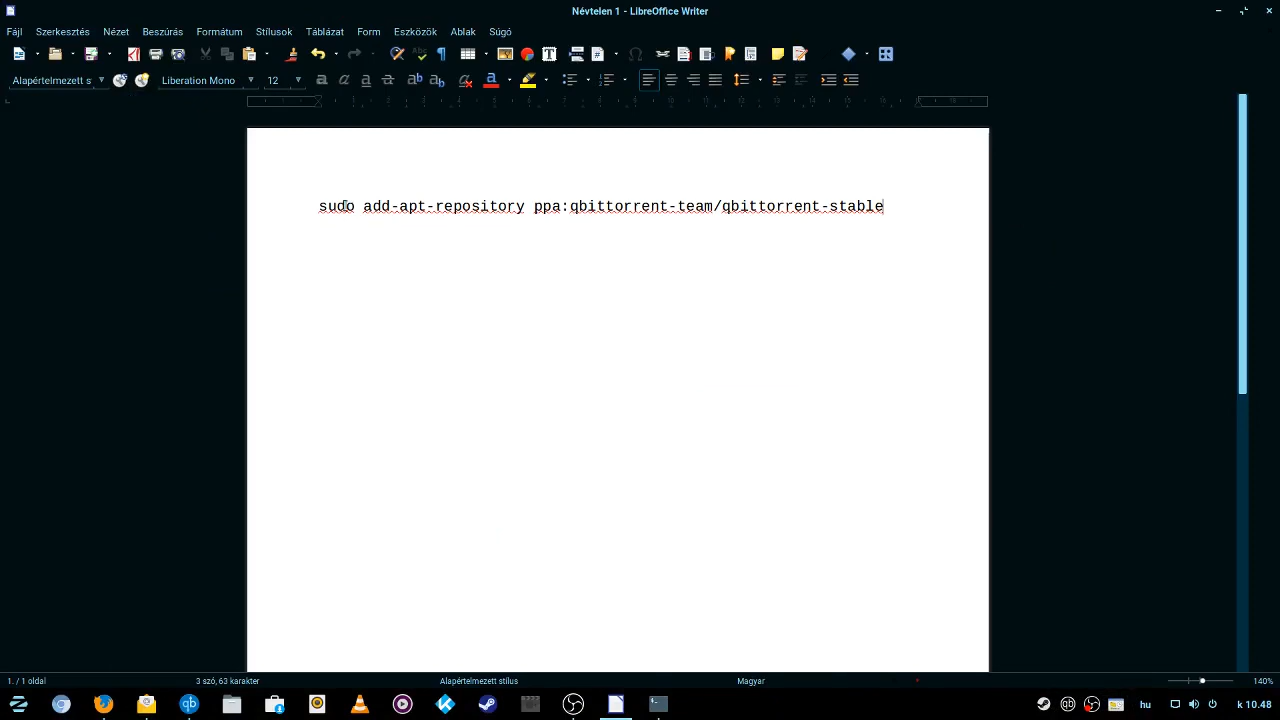 Névtelen 1 - LibreOffice Writer
Fájl Szerkesztés Nézet Beszúrás Formátum Stílusok Táblázat Form Eszközök Ablak Súgó
Alapértelmezett s Liberation Mono 12
sudo add-apt-repository ppa:qbittorrent-team/qbittorrent-stable
1. / 1 oldal 3 szó, 63 karakter Alapértelmezett stílus Magyar 140%
hu k 10.48